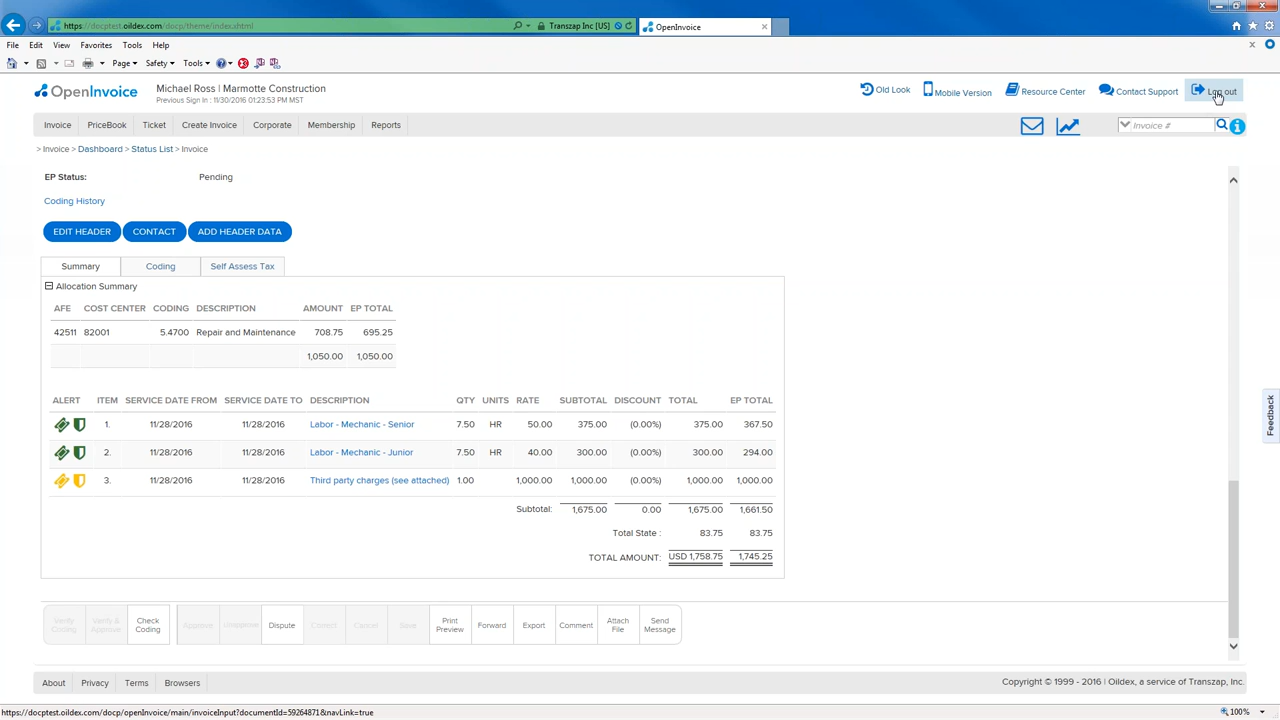 https://docptest.oildex.com/docp/theme/index.xhtml
Transzap Inc [US]
OpenInvoice
File Edit View Favorites Tools Help
Page Safety Tools
OpenInvoice
Michael Ross | Marmotte Construction
Previous Sign In : 11/30/2016 01:23:53 PM MST
Old Look Mobile Version Resource Center Contact Support Log out
Invoice PriceBook Ticket Create Invoice Corporate Membership Reports
Invoice #
> Invoice > Dashboard > Status List > Invoice
EP Status: Pending
Coding History
EDIT HEADER CONTACT ADD HEADER DATA
Summary Coding Self Assess Tax
Allocation Summary
AFE COST CENTER CODING DESCRIPTION AMOUNT EP TOTAL
42511 82001 5.4700 Repair and Maintenance 708.75 695.25
1,050.00 1,050.00
ALERT ITEM SERVICE DATE FROM SERVICE DATE TO DESCRIPTION QTY UNITS RATE SUBTOTAL DISCOUNT TOTAL EP TOTAL
1. 11/28/2016 11/28/2016 Labor - Mechanic - Senior 7.50 HR 50.00 375.00 (0.00%) 375.00 367.50
2. 11/28/2016 11/28/2016 Labor - Mechanic - Junior 7.50 HR 40.00 300.00 (0.00%) 300.00 294.00
3. 11/28/2016 11/28/2016 Third party charges (see attached) 1.00 1,000.00 1,000.00 (0.00%) 1,000.00 1,000.00
Subtotal: 1,675.00 0.00 1,675.00 1,661.50
Total State : 83.75 83.75
TOTAL AMOUNT: USD 1,758.75 1,745.25
Verify Coding Verify & Approve Check Coding Approve Dispute Correct Cancel Save Print Preview Forward Export Comment Attach File Send Message
Feedback
About Privacy Terms Browsers
Copyright © 1999 - 2016 | Oildex, a service of Transzap, Inc.
https://docptest.oildex.com/docp/openInvoice/main/invoiceInput?documentId=59264871&navLink=true
100%